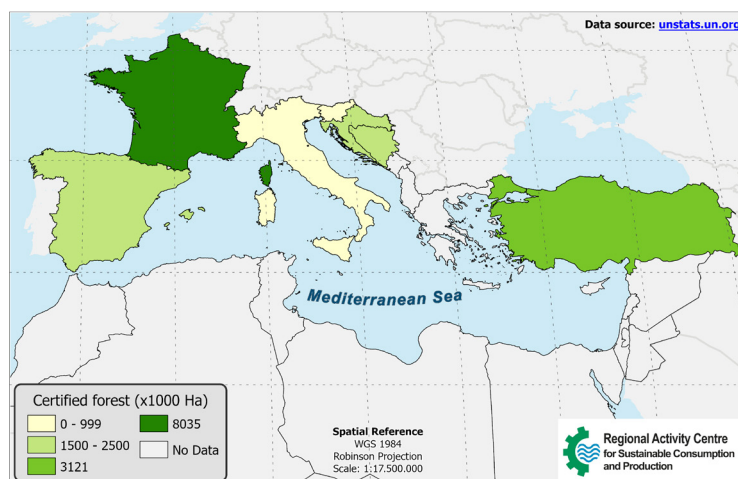 Data source: unstats.un.org
Mediterranean Sea
Certified forest (x1000 Ha)
0 - 999
1500 - 2500
3121
8035
No Data
Spatial Reference
WGS 1984
Robinson Projection
Scale: 1:17.500.000
Regional Activity Centre
for Sustainable Consumption
and Production